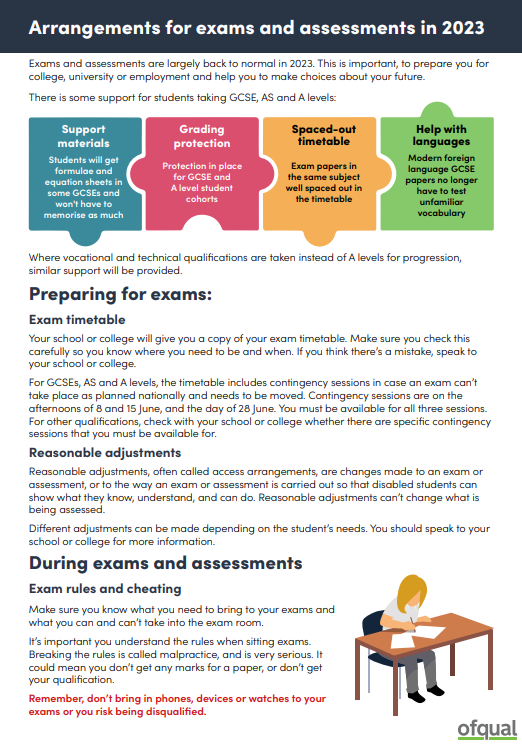 Arrangements for exams and assessments in 2023
Exams and assessments are largely back to normal in 2023. This is important, to prepare you for
college, university or employment and help you to make choices about your future.
There is some support for students taking GCSE, AS and A levels:
Support
materials
Students will get
formulae and
equation sheets in
some GCSEs and
won't have to
memorise as much
Grading
protection
Protection in place
for GCSE and
A level student
cohorts
Spaced-out
timetable
Exam papers in
the same subject
well spaced out in
the timetable
Help with
languages
Modern foreign
language GCSE
papers no longer
have to test
unfamiliar
vocabulary
Where vocational and technical qualifications are taken instead of A levels for progression,
similar support will be provided.
Preparing for exams:
Exam timetable
Your school or college will give you a copy of your exam timetable. Make sure you check this
carefully so you know where you need to be and when. If you think there's a mistake, speak to
your school or college.
For GCSEs, AS and A levels, the timetable includes contingency sessions in case an exam can't
take place as planned nationally and needs to be moved. Contingency sessions are on the
afternoons of 8 and 15 June, and the day of 28 June. You must be available for all three sessions.
For other qualifications, check with your school or college whether there are specific contingency
sessions that you must be available for.
Reasonable adjustments
Reasonable adjustments, often called access arrangements, are changes made to an exam or
assessment, or to the way an exam or assessment is carried out so that disabled students can
show what they know, understand, and can do. Reasonable adjustments can't change what is
being assessed.
Different adjustments can be made depending on the student's needs. You should speak to your
school or college for more information.
During exams and assessments
Exam rules and cheating
Make sure you know what you need to bring to your exams and
what you can and can't take into the exam room.
It's important you understand the rules when sitting exams.
Breaking the rules is called malpractice, and is very serious. It
could mean you don't get any marks for a paper, or don't get
your qualification.
Remember, don't bring in phones, devices or watches to your
exams or you risk being disqualified.
ofqual